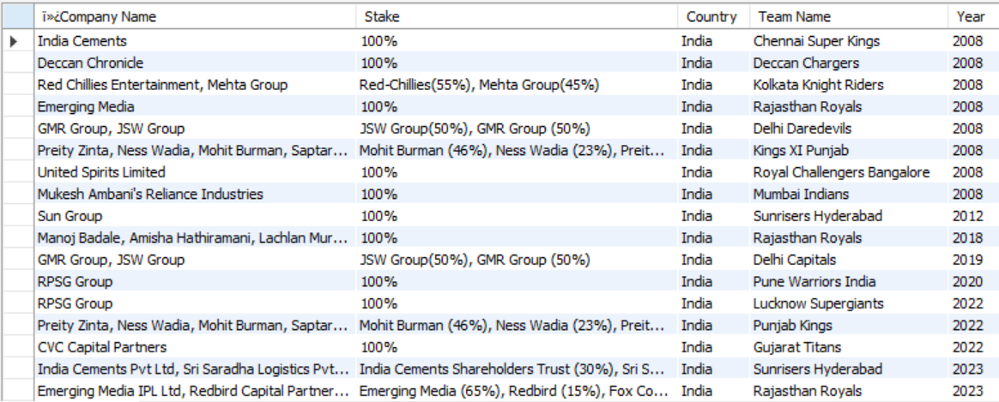 ï»¿Company Name Stake Country Team Name Year
India Cements 100% India Chennai Super Kings 2008
Deccan Chronicle 100% India Deccan Chargers 2008
Red Chillies Entertainment, Mehta Group Red-Chillies(55%), Mehta Group(45%) India Kolkata Knight Riders 2008
Emerging Media 100% India Rajasthan Royals 2008
GMR Group, JSW Group JSW Group(50%), GMR Group (50%) India Delhi Daredevils 2008
Preity Zinta, Ness Wadia, Mohit Burman, Saptar... Mohit Burman (46%), Ness Wadia (23%), Preit... India Kings XI Punjab 2008
United Spirits Limited 100% India Royal Challengers Bangalore 2008
Mukesh Ambani's Reliance Industries 100% India Mumbai Indians 2008
Sun Group 100% India Sunrisers Hyderabad 2012
Manoj Badale, Amisha Hathiramani, Lachlan Mur... 100% India Rajasthan Royals 2018
GMR Group, JSW Group JSW Group(50%), GMR Group (50%) India Delhi Capitals 2019
RPSG Group 100% India Pune Warriors India 2020
RPSG Group 100% India Lucknow Supergiants 2022
Preity Zinta, Ness Wadia, Mohit Burman, Saptar... Mohit Burman (46%), Ness Wadia (23%), Preit... India Punjab Kings 2022
CVC Capital Partners 100% India Gujarat Titans 2022
India Cements Pvt Ltd, Sri Saradha Logistics Pvt... India Cements Shareholders Trust (30%), Sri S... India Sunrisers Hyderabad 2023
Emerging Media IPL Ltd, Redbird Capital Partner... Emerging Media (65%), Redbird (15%), Fox Co... India Rajasthan Royals 2023